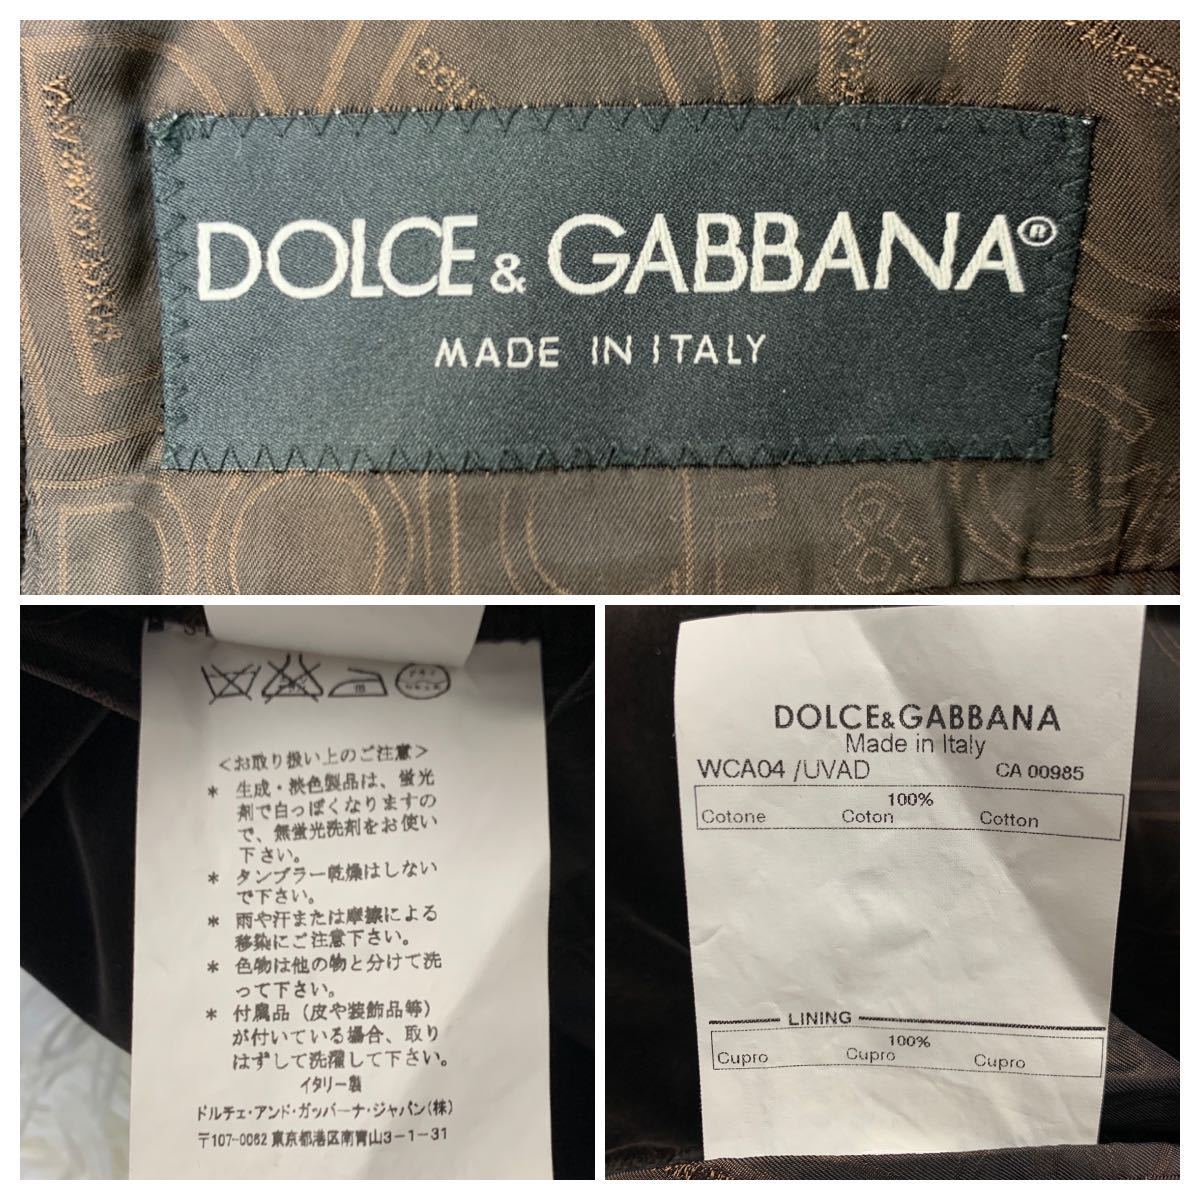 DOLCE & GABBANA®
MADE IN ITALY
<お取り扱い上のご注意>
* 生成・淡色製品は、蛍光
剤で白っぽくなりますの
で、無蛍光洗剤をお使い
下さい。
* タンブラー乾燥はしない
で下さい。
* 雨や汗または摩擦による
移染にご注意下さい。
* 色物は他の物と分けて洗
って下さい。
* 付属品(皮や装飾品等)
が付いている場合、取り
はずして洗濯して下さい。
イタリー製
ドルチェ・アンド・ガッバーナ・ジャパン(株)
〒107-0062 東京都港区南青山3-1-31
DOLCE&GABBANA
Made in Italy
WCA04 /UVAD CA 00985
100%
Cotone Coton Cotton
LINING
100%
Cupro Cupro Cupro